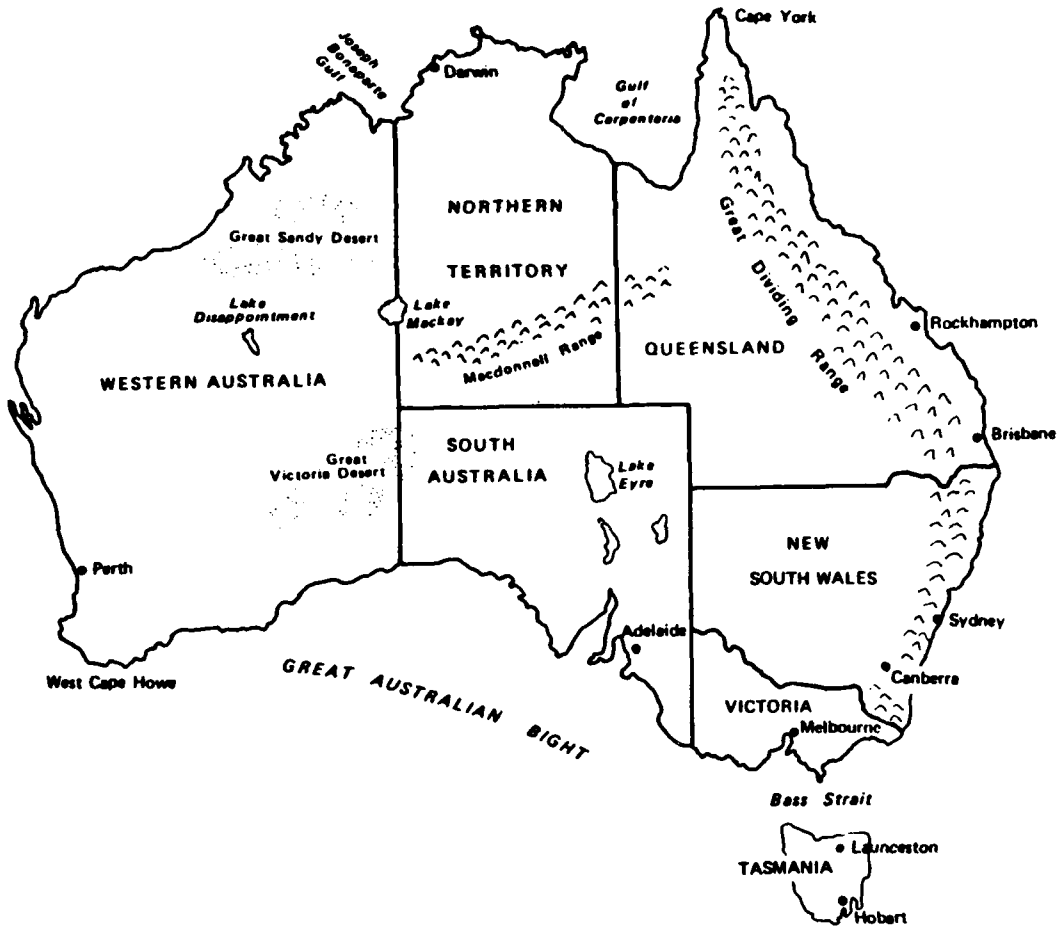 Cape York
Joseph
Bonaparte
Gulf
Darwin
Gulf
of
Carpentaria
NORTHERN
TERRITORY
Great Sandy Desert
Great
Dividing
Range
Lake
Disappointment
Lake
Mackay
Macdonnell Range
Rockhampton
QUEENSLAND
WESTERN AUSTRALIA
Brisbane
SOUTH
AUSTRALIA
Great
Victoria Desert
Lake
Eyre
NEW
SOUTH WALES
Perth
Sydney
Adelaide
West Cape Howe
GREAT AUSTRALIAN BIGHT
Canberra
VICTORIA
Melbourne
Bass Strait
Launceston
TASMANIA
Hobart